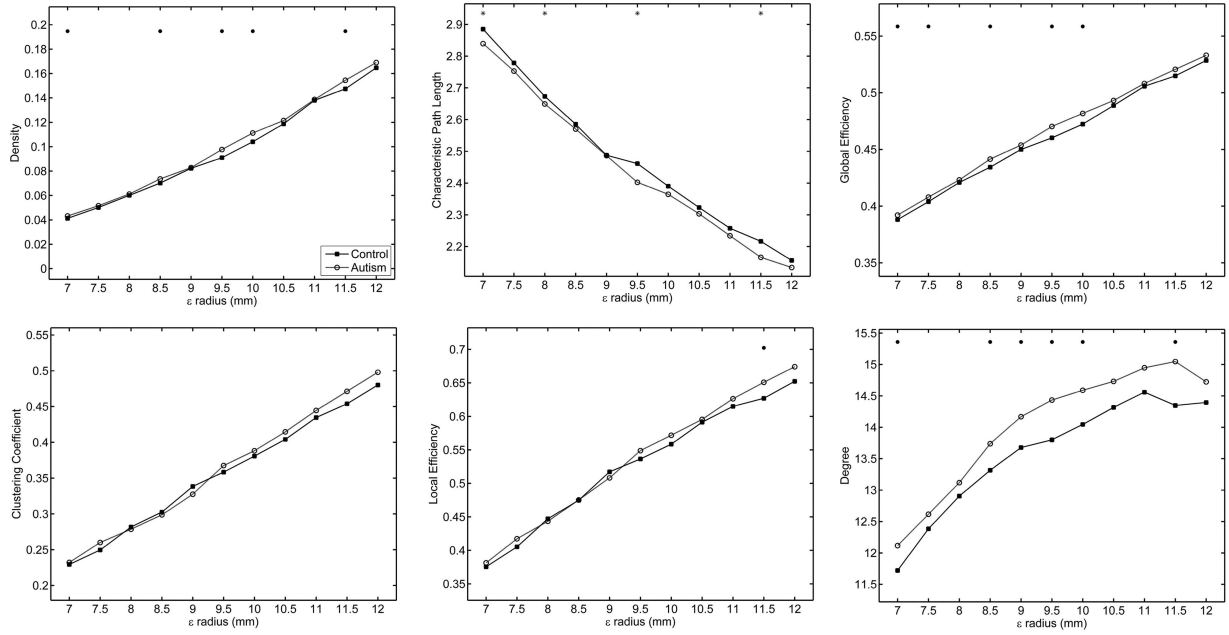 Density
0.2
0.18
0.16
0.14
0.12
0.1
0.08
0.06
0.04
0.02
0
Control
Autism
7 7.5 8 8.5 9 9.5 10 10.5 11 11.5 12
ε radius (mm)
Characteristic Path Length
2.9
2.8
2.7
2.6
2.5
2.4
2.3
2.2
* * * *
7 7.5 8 8.5 9 9.5 10 10.5 11 11.5 12
ε radius (mm)
Global Efficiency
0.55
0.5
0.45
0.4
0.35
7 7.5 8 8.5 9 9.5 10 10.5 11 11.5 12
ε radius (mm)
Clustering Coefficient
0.55
0.5
0.45
0.4
0.35
0.3
0.25
0.2
7 7.5 8 8.5 9 9.5 10 10.5 11 11.5 12
ε radius (mm)
Local Efficiency
0.7
0.65
0.6
0.55
0.5
0.45
0.4
0.35
7 7.5 8 8.5 9 9.5 10 10.5 11 11.5 12
ε radius (mm)
Degree
15.5
15
14.5
14
13.5
13
12.5
12
11.5
7 7.5 8 8.5 9 9.5 10 10.5 11 11.5 12
ε radius (mm)